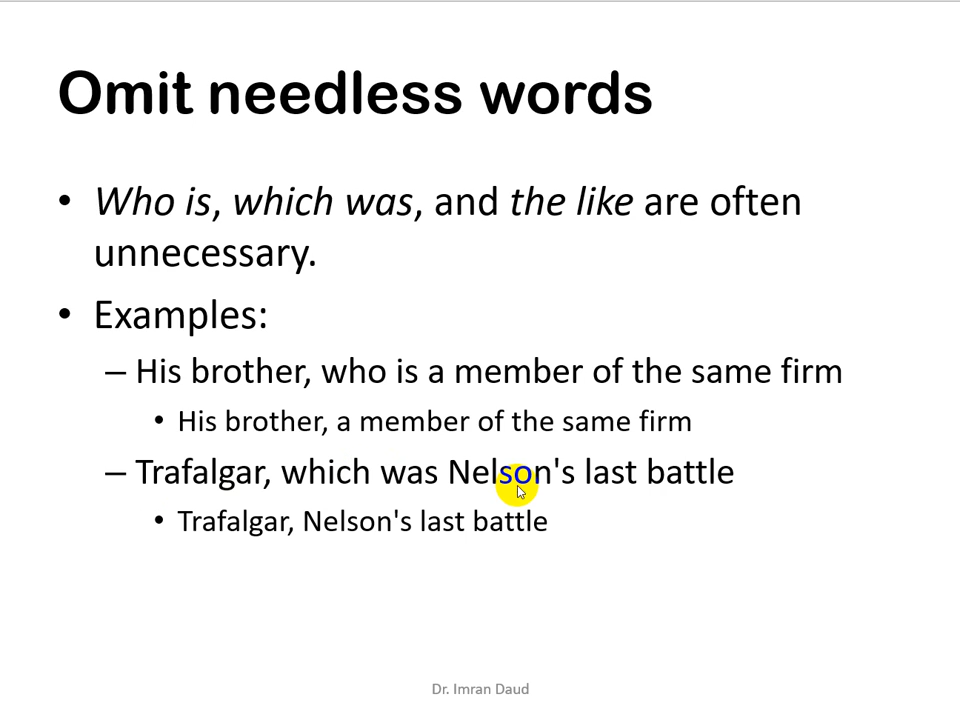 Omit needless words
• Who is, which was, and the like are often
unnecessary.
• Examples:
– His brother, who is a member of the same firm
• His brother, a member of the same firm
– Trafalgar, which was Nelson's last battle
• Trafalgar, Nelson's last battle
Dr. Imran Daud